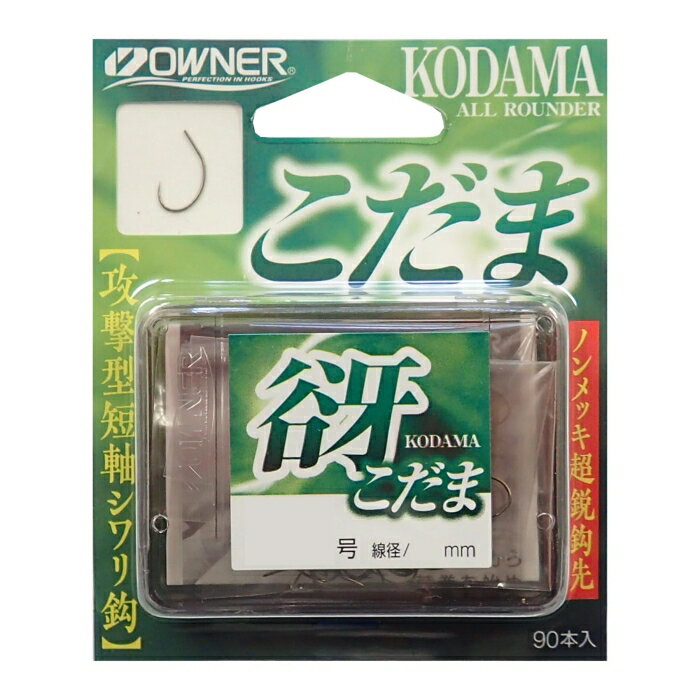 OWNER
PERFECTION IN HOOKS®
KODAMA
ALL ROUNDER
こだま
【攻撃型短軸シワリ鈎】
ノンメッキ超鋭鈎先
OWNER
谺
KODAMA
こだま
号 線径/ mm
90本入